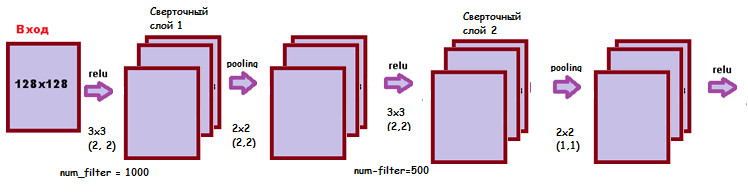 Вход
128x128
relu
3x3
(2, 2)
num_filter = 1000
Сверточный
слой 1
pooling
2x2
(2,2)
relu
3x3
(2,2)
num-filter=500
Сверточный
слой 2
pooling
2x2
(1,1)
relu